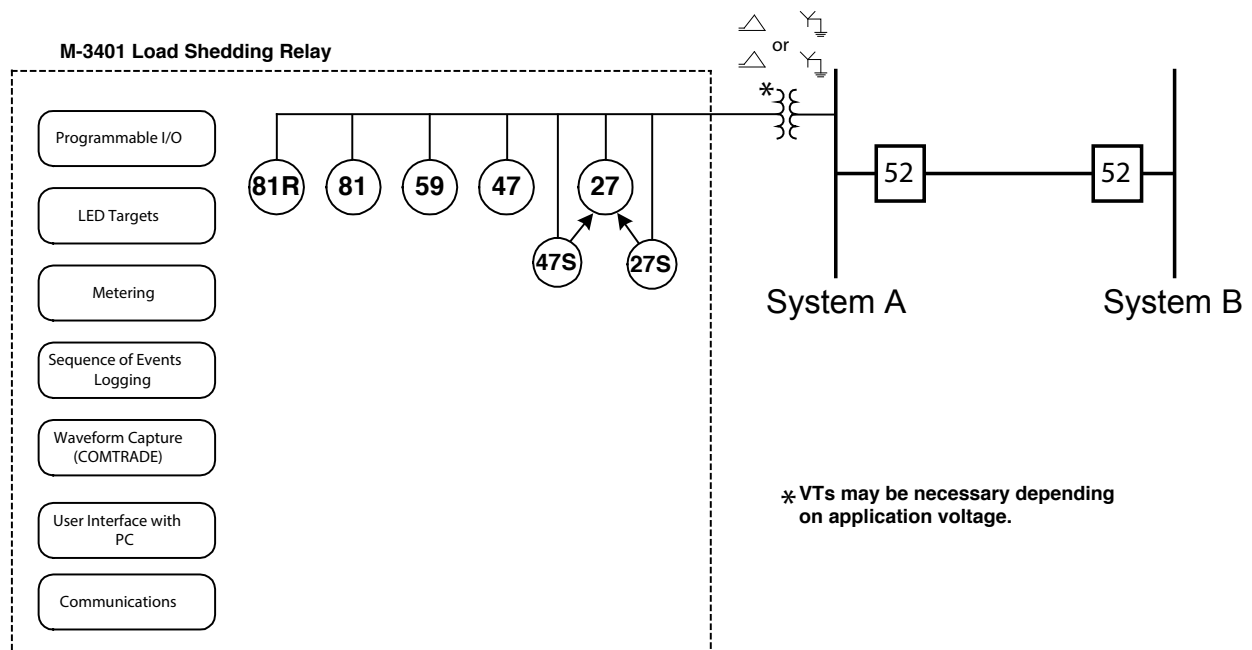 M-3401 Load Shedding Relay
or
Programmable I/O
LED Targets
Metering
Sequence of Events
Logging
Waveform Capture
(COMTRADE)
User Interface with
PC
Communications
81R
81
59
47
27
47S
27S
52
52
System A
System B
* VTs may be necessary depending
on application voltage.
*